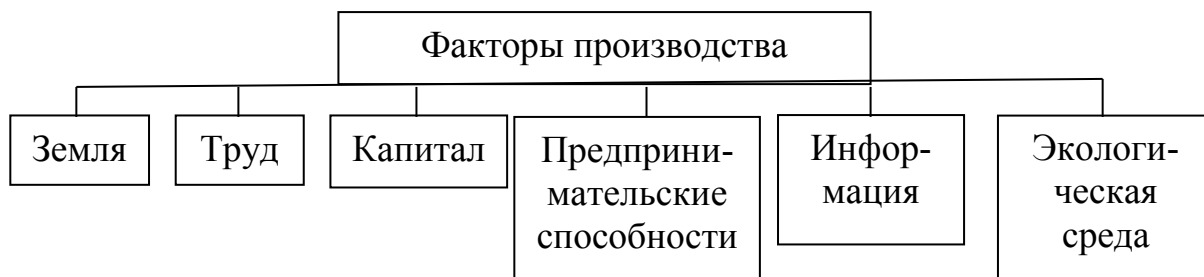 Факторы производства
Земля
Труд
Капитал
Предприни-
мательские
способности
Инфор-
мация
Экологи-
ческая
среда